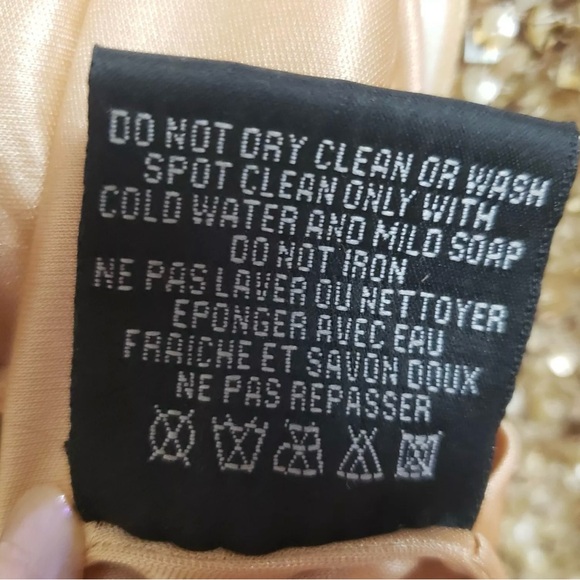 DO NOT DRY CLEAN OR WASH
SPOT CLEAN ONLY WITH
COLD WATER AND MILD SOAP
DO NOT IRON
NE PAS LAVER OU NETTOYER
EPONGER AVEC EAU
FRAICHE ET SAVON DOUX
NE PAS REPASSER